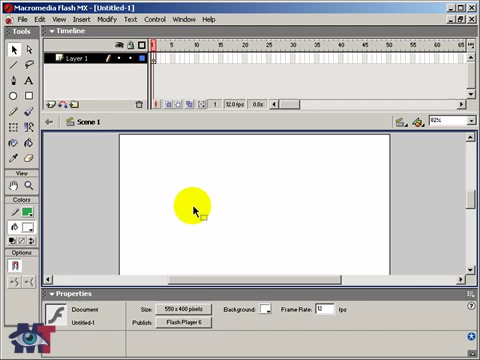 Macromedia Flash MX - [Untitled-1]
File Edit View Insert Modify Text Control Window Help
Tools
Timeline
1 5 10 15 20 25 30 35 40 45 50 55 60 65
Layer 1
1 12.0 fps 0.0s
Scene 1
82%
View
Colors
Options
Properties
Document
Untitled-1
Size: 550 x 400 pixels
Background:
Frame Rate: 12 fps
Publish: Flash Player 6
MT